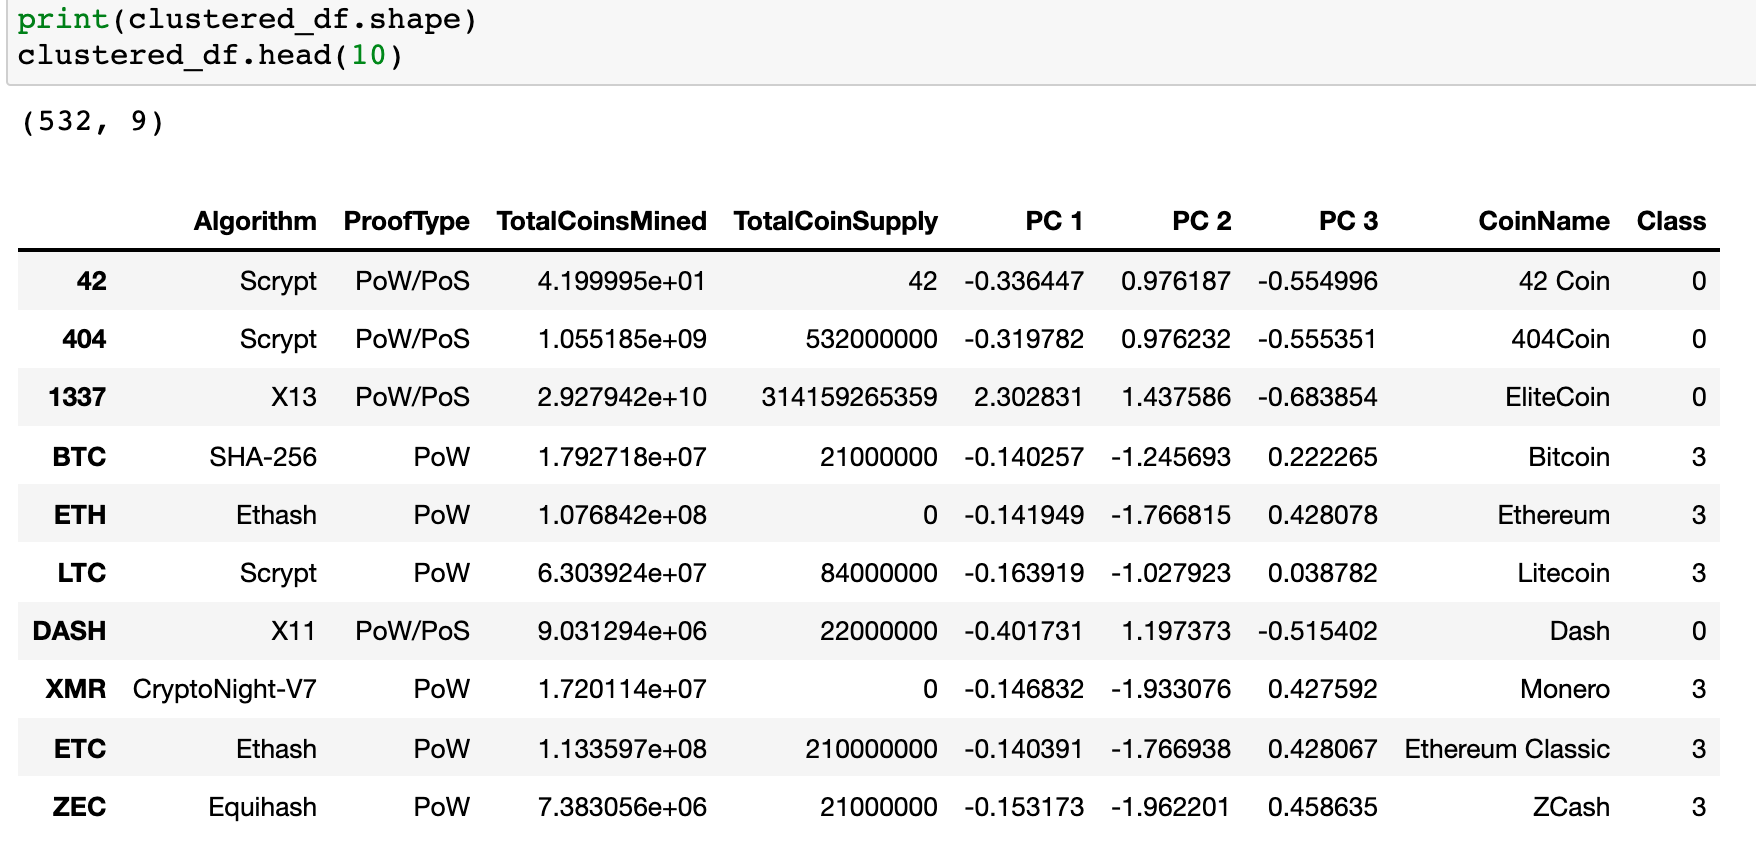 print(clustered_df.shape)
clustered_df.head(10)
(532, 9)
Algorithm ProofType TotalCoinsMined TotalCoinSupply PC 1 PC 2 PC 3 CoinName Class
42 Scrypt PoW/PoS 4.199995e+01 42 -0.336447 0.976187 -0.554996 42 Coin 0
404 Scrypt PoW/PoS 1.055185e+09 532000000 -0.319782 0.976232 -0.555351 404Coin 0
1337 X13 PoW/PoS 2.927942e+10 314159265359 2.302831 1.437586 -0.683854 EliteCoin 0
BTC SHA-256 PoW 1.792718e+07 21000000 -0.140257 -1.245693 0.222265 Bitcoin 3
ETH Ethash PoW 1.076842e+08 0 -0.141949 -1.766815 0.428078 Ethereum 3
LTC Scrypt PoW 6.303924e+07 84000000 -0.163919 -1.027923 0.038782 Litecoin 3
DASH X11 PoW/PoS 9.031294e+06 22000000 -0.401731 1.197373 -0.515402 Dash 0
XMR CryptoNight-V7 PoW 1.720114e+07 0 -0.146832 -1.933076 0.427592 Monero 3
ETC Ethash PoW 1.133597e+08 210000000 -0.140391 -1.766938 0.428067 Ethereum Classic 3
ZEC Equihash PoW 7.383056e+06 21000000 -0.153173 -1.962201 0.458635 ZCash 3